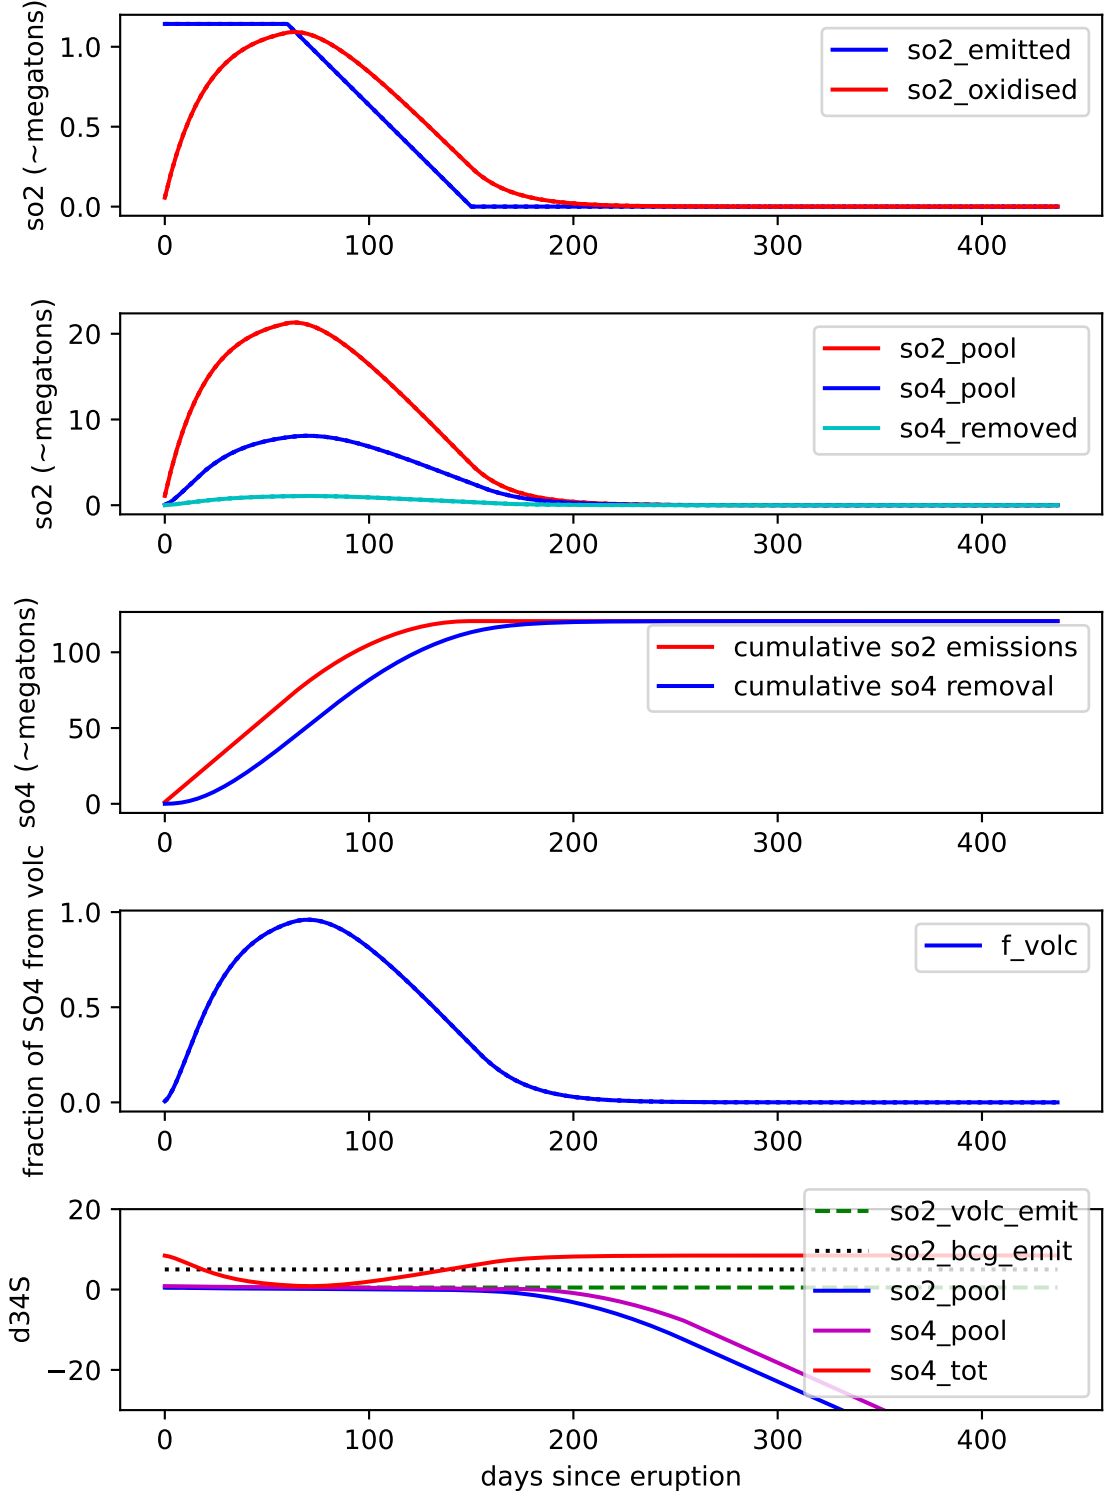 so2 (~megatons)
1.0
0.5
0.0
so2_emitted
so2_oxidised
0 100 200 300 400
so2 (~megatons)
20
10
0
so2_pool
so4_pool
so4_removed
0 100 200 300 400
so4 (~megatons)
100
50
0
cumulative so2 emissions
cumulative so4 removal
0 100 200 300 400
fraction of SO4 from volc
1.0
0.5
0.0
f_volc
0 100 200 300 400
d34S
20
0
−20
so2_volc_emit
so2_bcg_emit
so2_pool
so4_pool
so4_tot
0 100 200 300 400
days since eruption